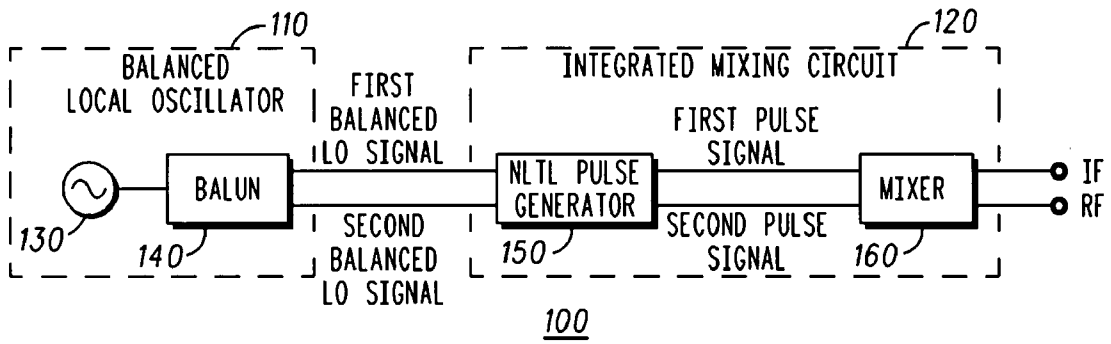 110
BALANCED
LOCAL OSCILLATOR
130
BALUN
140
FIRST
BALANCED
LO SIGNAL
SECOND
BALANCED
LO SIGNAL
120
INTEGRATED MIXING CIRCUIT
NLTL PULSE
GENERATOR
150
FIRST PULSE
SIGNAL
SECOND PULSE
SIGNAL
MIXER
160
IF
RF
100